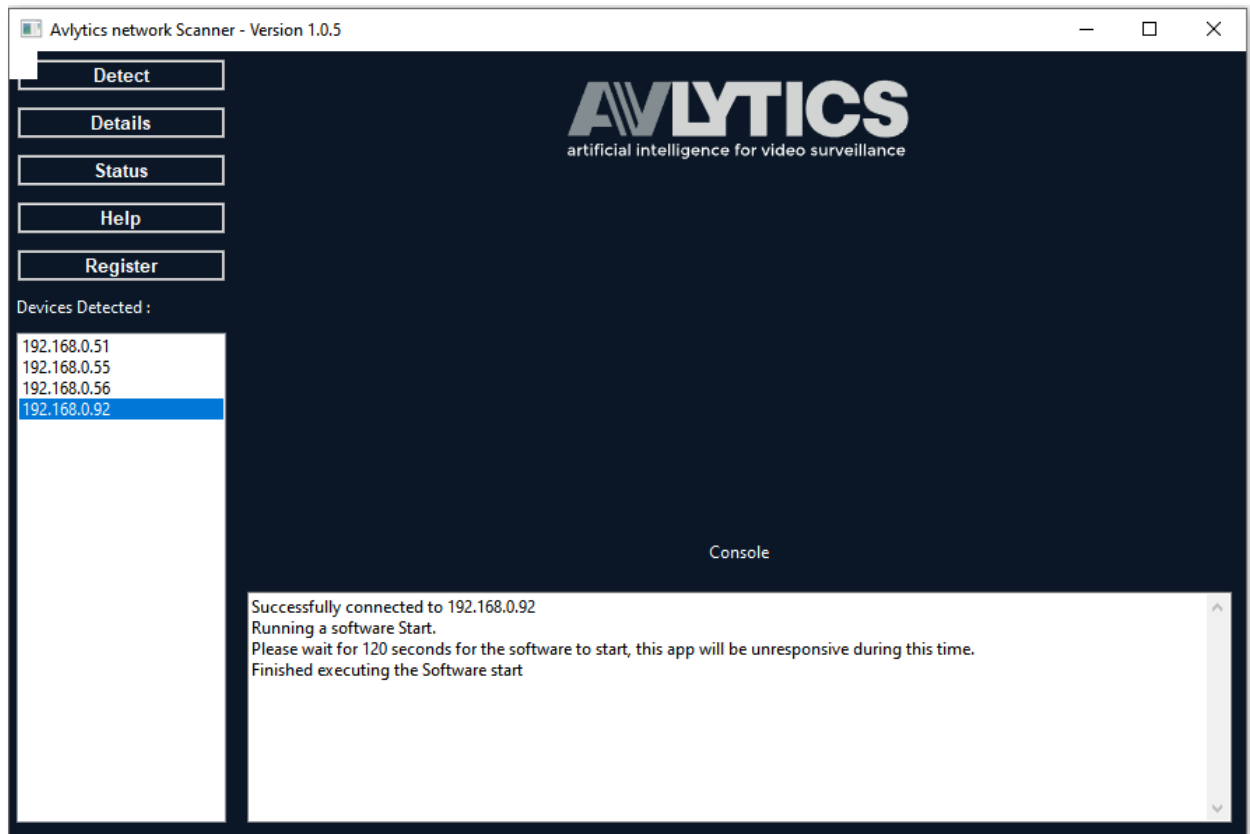 Avlytics network Scanner - Version 1.0.5
Detect
Details
Status
Help
Register
Devices Detected :
192.168.0.51
192.168.0.55
192.168.0.56
192.168.0.92
AVLYTICS
artificial intelligence for video surveillance
Console
Successfully connected to 192.168.0.92
Running a software Start.
Please wait for 120 seconds for the software to start, this app will be unresponsive during this time.
Finished executing the Software start